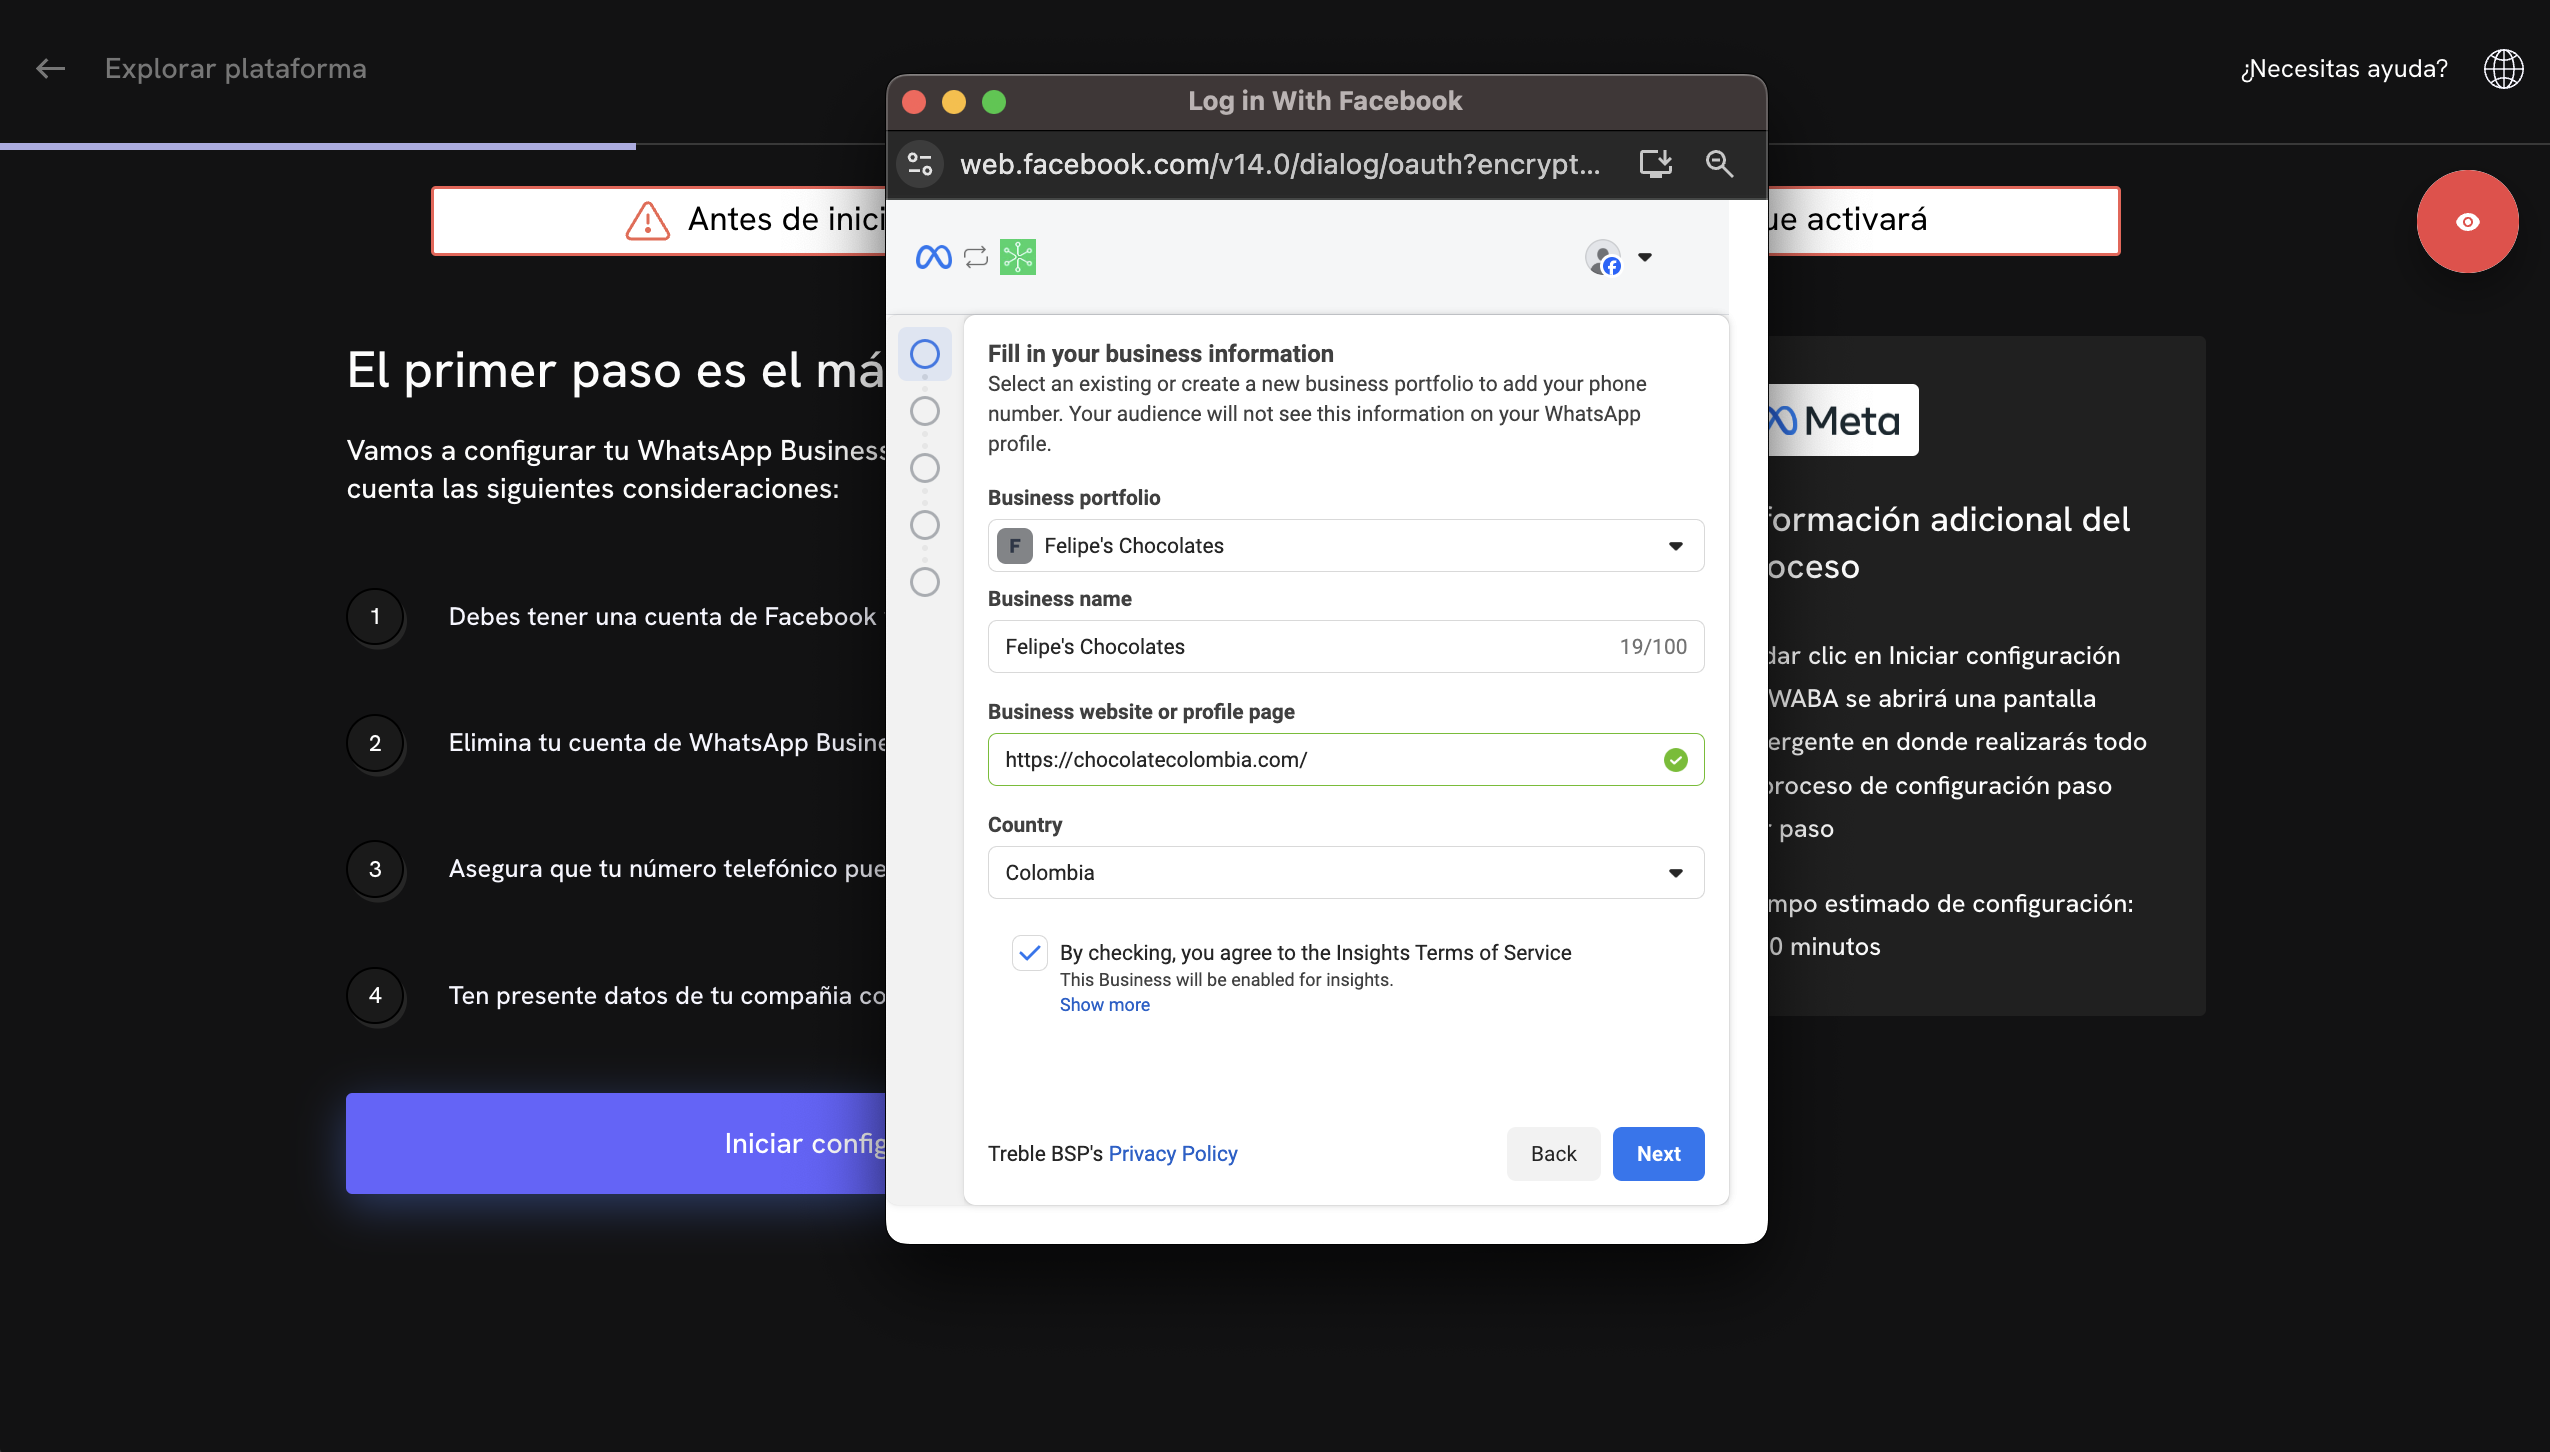 Explorar plataforma
¿Necesitas ayuda?
Log in With Facebook
web.facebook.com/v14.0/dialog/oauth?encrypt...
Antes de inici
ue activará
El primer paso es el má
Vamos a configurar tu WhatsApp Business
cuenta las siguientes consideraciones:
1
Debes tener una cuenta de Facebook
2
Elimina tu cuenta de WhatsApp Busine
3
Asegura que tu número telefónico pue
4
Ten presente datos de tu compañia co
Iniciar config
Fill in your business information
Select an existing or create a new business portfolio to add your phone
number. Your audience will not see this information on your WhatsApp
profile.
Business portfolio
F Felipe's Chocolates
Business name
Felipe's Chocolates 19/100
Business website or profile page
https://chocolatecolombia.com/
Country
Colombia
By checking, you agree to the Insights Terms of Service
This Business will be enabled for insights.
Show more
Treble BSP's Privacy Policy
Back
Next
Meta
formación adicional del
oceso
dar clic en Iniciar configuración
WABA se abrirá una pantalla
ergente en donde realizarás todo
proceso de configuración paso
r paso
mpo estimado de configuración:
0 minutos